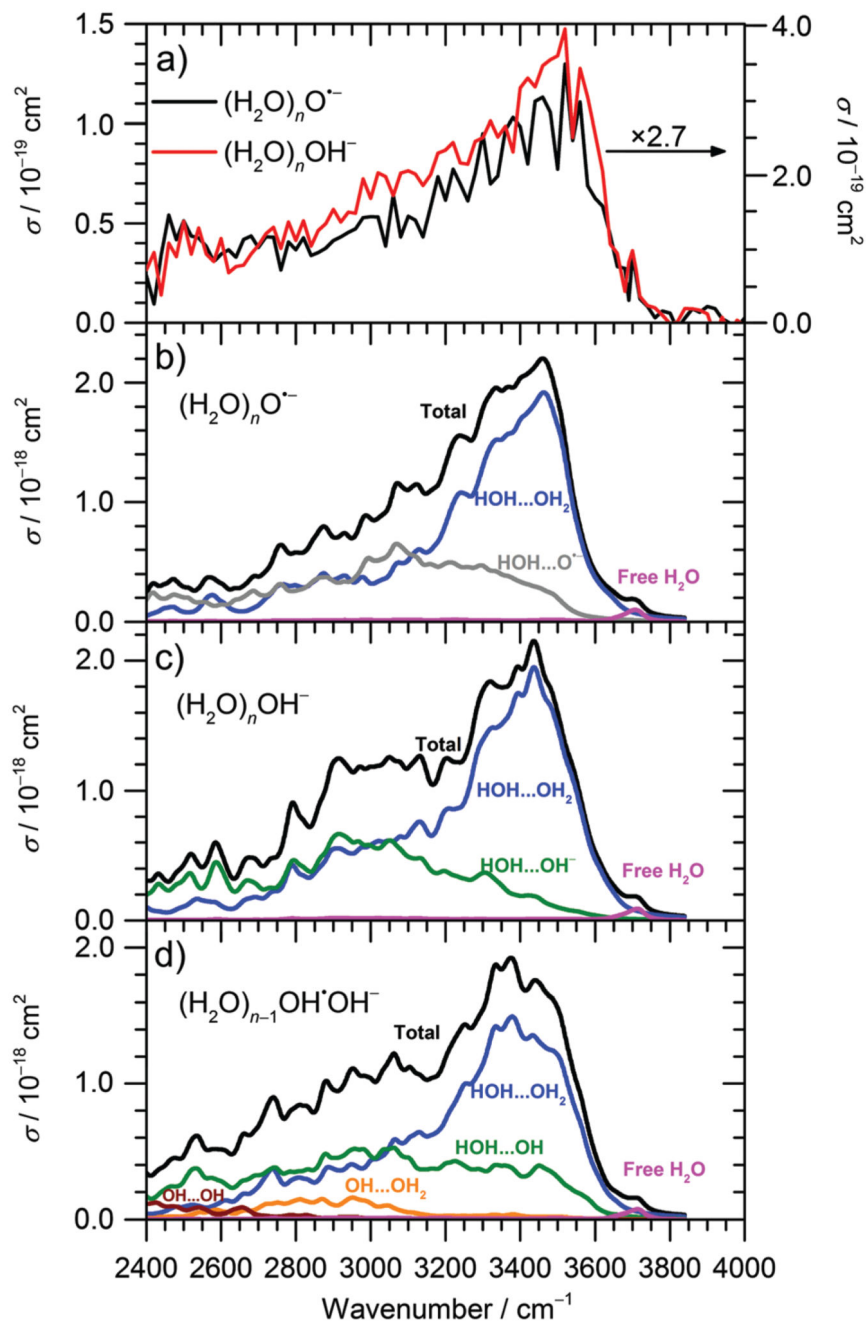 a)
(H₂O)ₙO•⁻
(H₂O)ₙOH⁻
×2.7
1.5
1.0
0.5
0.0
σ / 10⁻¹⁹ cm²
4.0
2.0
0.0
σ / 10⁻¹⁹ cm²
b)
(H₂O)ₙO•⁻
Total
HOH...OH₂
HOH...O•⁻
Free H₂O
2.0
1.0
0.0
σ / 10⁻¹⁸ cm²
c)
(H₂O)ₙOH⁻
Total
HOH...OH₂
HOH...OH⁻
Free H₂O
2.0
1.0
0.0
σ / 10⁻¹⁸ cm²
d)
(H₂O)ₙ₋₁OH•OH⁻
Total
HOH...OH₂
HOH...OH
Free H₂O
OH...OH
OH...OH₂
2.0
1.0
0.0
σ / 10⁻¹⁸ cm²
2400 2600 2800 3000 3200 3400 3600 3800 4000
Wavenumber / cm⁻¹